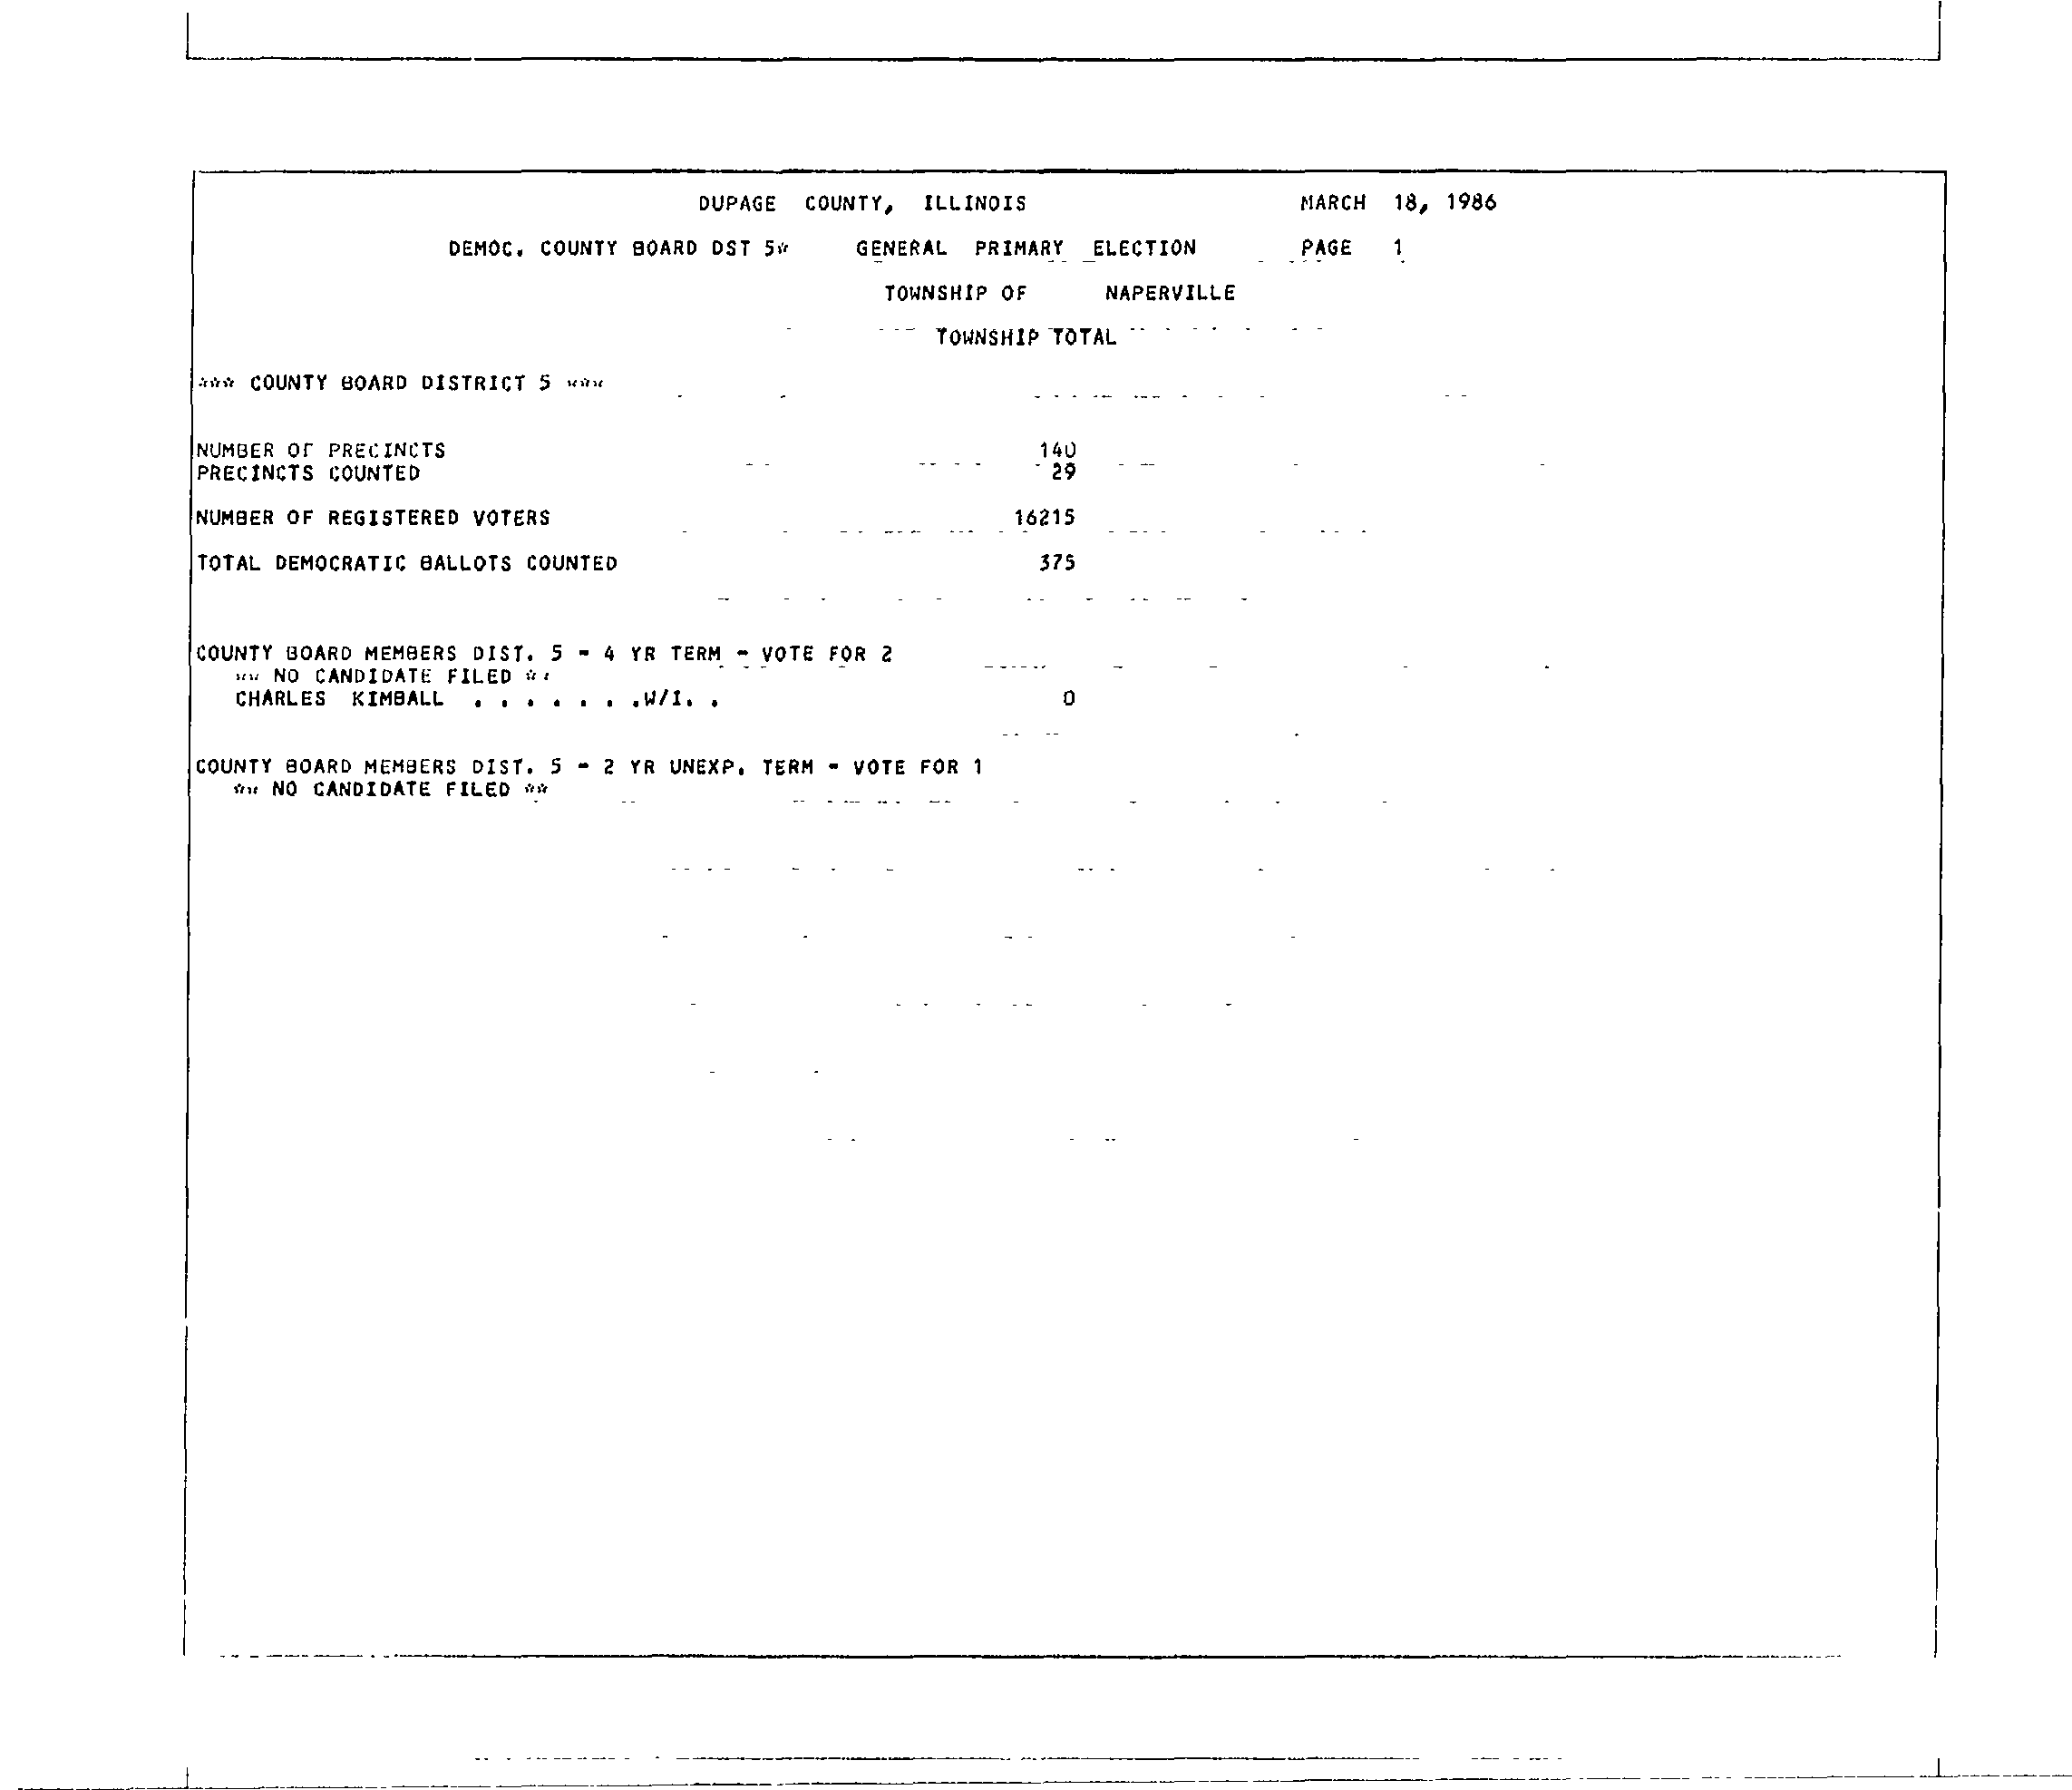 DUPAGE COUNTY, ILLINOIS MARCH 18, 1986
DEMOC. COUNTY BOARD DST 5* GENERAL PRIMARY ELECTION PAGE 1
TOWNSHIP OF NAPERVILLE
TOWNSHIP TOTAL
*** COUNTY BOARD DISTRICT 5 ***
NUMBER OF PRECINCTS 140
PRECINCTS COUNTED 29
NUMBER OF REGISTERED VOTERS 16215
TOTAL DEMOCRATIC BALLOTS COUNTED 375
COUNTY BOARD MEMBERS DIST. 5 - 4 YR TERM - VOTE FOR 2
** NO CANDIDATE FILED **
CHARLES KIMBALL . . . . . . .W/I. . 0
COUNTY BOARD MEMBERS DIST. 5 - 2 YR UNEXP. TERM - VOTE FOR 1
** NO CANDIDATE FILED **